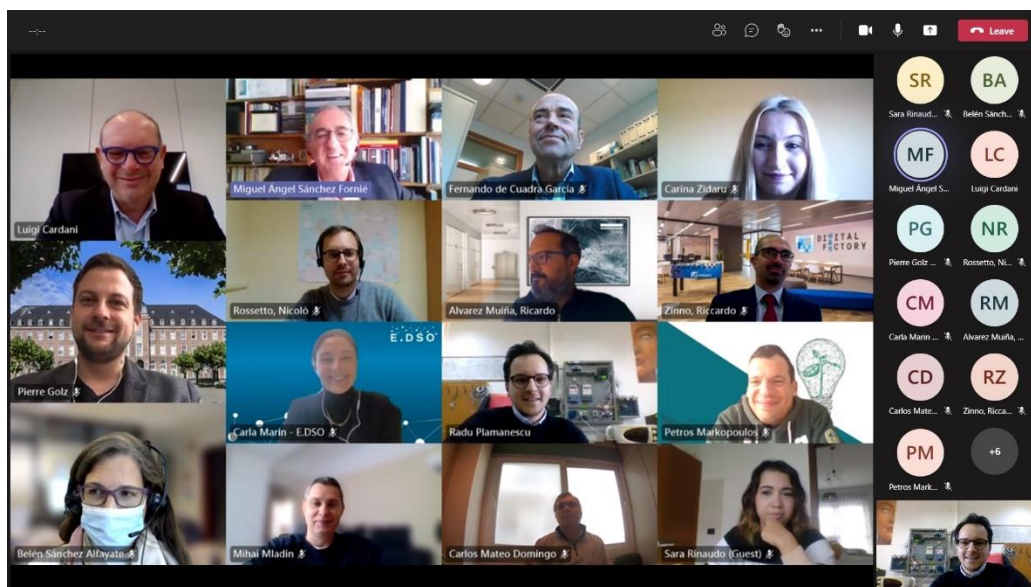 --:--
Leave
Luigi Cardani
Miguel Ángel Sánchez Fornié
Fernando de Cuadra García
Carina Zidaru
Pierre Golz
Rossetto, Nicolò
Alvarez Muiña, Ricardo
DIGITAL
FACTORY
Zinno, Riccardo
E.DSO
Carla Marin - E.DSO
Radu Plamanescu
Petros Markopoulos
Belén Sánchez Alfayate
Mihai Mladin
Carlos Mateo Domingo
Sara Rinaudo (Guest)
SR
BA
Sara Rinaud...
Belén Sánch...
MF
LC
Miguel Ángel S...
Luigi Cardani
PG
NR
Pierre Golz ...
Rossetto, Ni...
CM
RM
Carla Marin ...
Alvarez Muiña, ...
CD
RZ
Carlos Mate...
Zinno, Ricca...
PM
+6
Petros Mark...